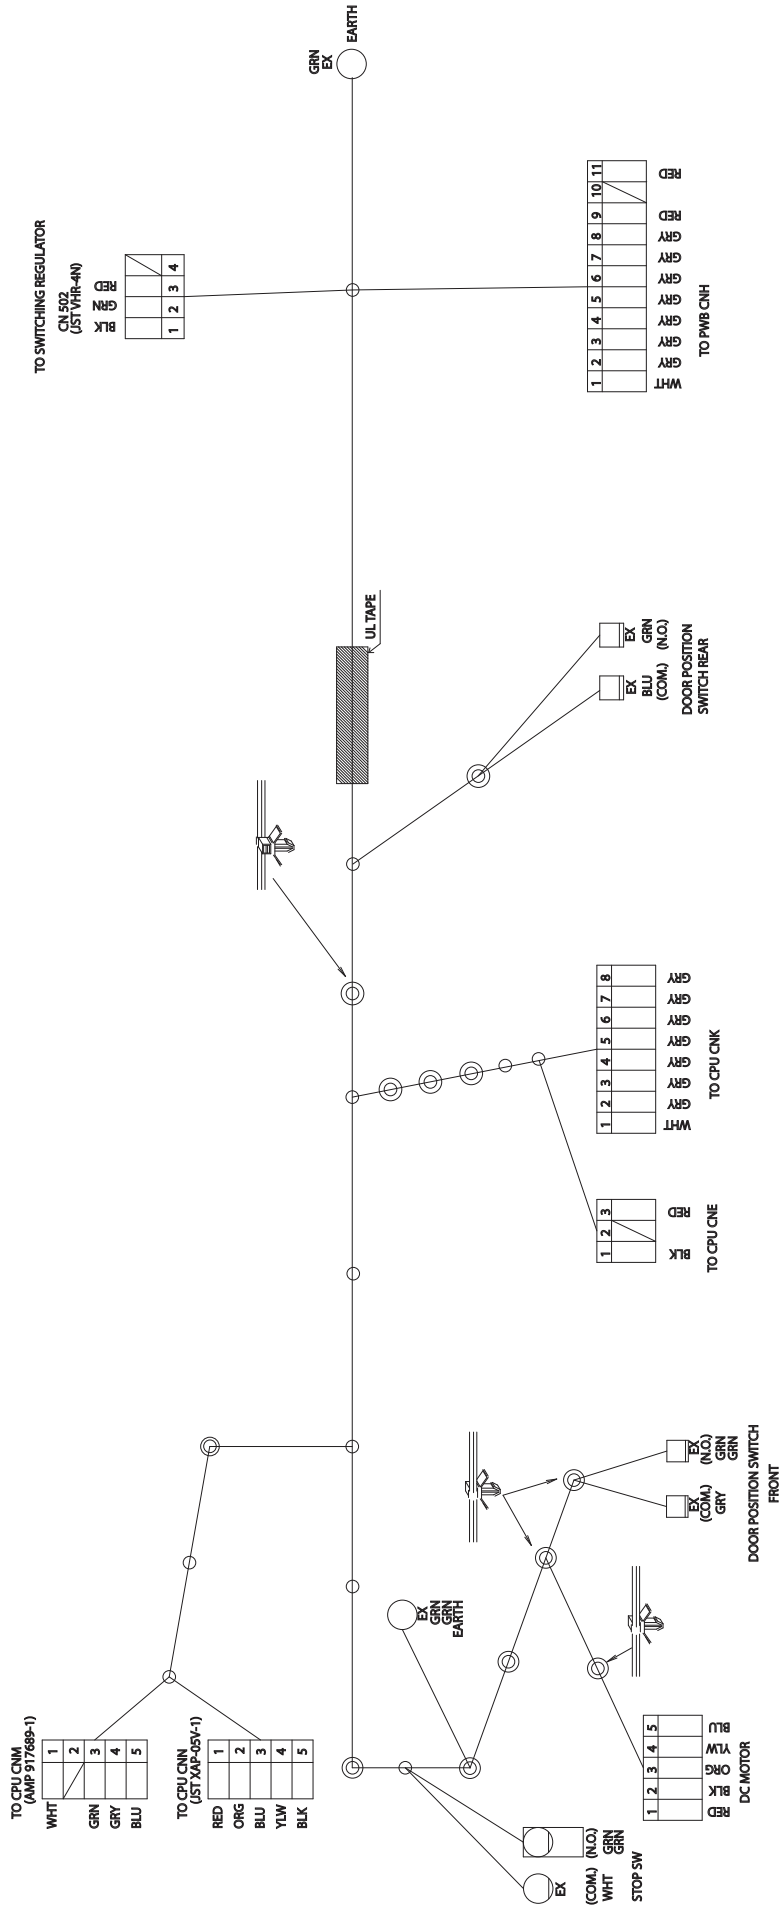 GRN
EX
EARTH
TO SWITCHING REGULATOR
CN 502
(JST VHR-4N)
BLK
GRN
RED
1
2
3
4
1
2
3
4
5
6
7
8
9
10
11
WHT
GRY
GRY
GRY
GRY
GRY
GRY
GRY
RED
RED
TO PWB CNH
UL TAPE
EX
BLU
(COM.)
EX
GRN
(N.O.)
DOOR POSITION
SWITCH REAR
1
2
3
4
5
6
7
8
WHT
GRY
GRY
GRY
GRY
GRY
GRY
GRY
TO CPU CNK
1
2
3
BLK
RED
TO CPU CNE
EX
(COM.)
GRY
EX
(N.O.)
GRN
GRN
DOOR POSITION SWITCH
FRONT
EX
GRN
GRN
EARTH
TO CPU CNM
(AMP 917689-1)
WHT
GRN
GRY
BLU
1
2
3
4
5
TO CPU CNN
(JST XAP-05V-1)
RED
ORG
BLU
YLW
BLK
1
2
3
4
5
1
2
3
4
5
RED
BLK
ORG
YLW
BLU
DC MOTOR
EX
(COM.)
WHT
(N.O.)
GRN
GRN
STOP SW